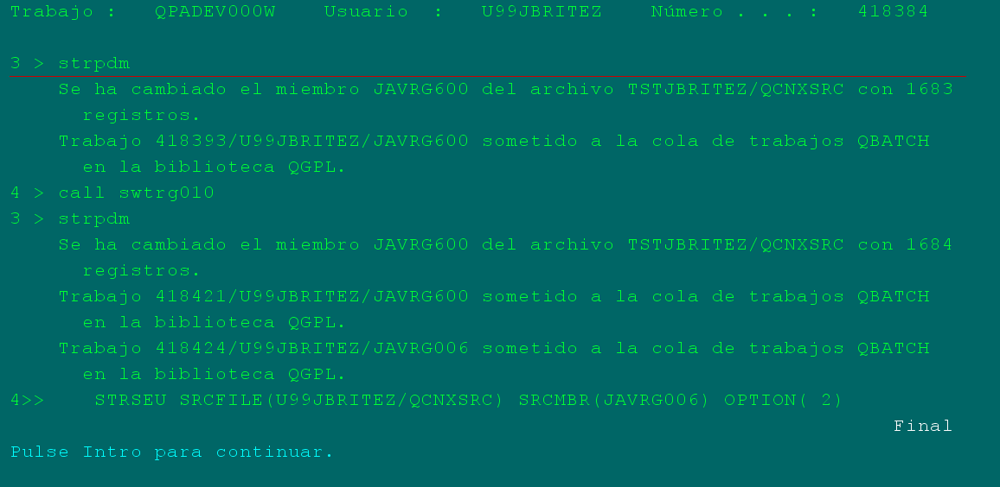 Trabajo :   QPADEV000W    Usuario  :   U99JBRITEZ    Número . . . :   418384
3 > strpdm
Se ha cambiado el miembro JAVRG600 del archivo TSTJBRITEZ/QCNXSRC con 1683
registros.
Trabajo 418393/U99JBRITEZ/JAVRG600 sometido a la cola de trabajos QBATCH
en la biblioteca QGPL.
4 > call swtrg010
3 > strpdm
Se ha cambiado el miembro JAVRG600 del archivo TSTJBRITEZ/QCNXSRC con 1684
registros.
Trabajo 418421/U99JBRITEZ/JAVRG600 sometido a la cola de trabajos QBATCH
en la biblioteca QGPL.
Trabajo 418424/U99JBRITEZ/JAVRG006 sometido a la cola de trabajos QBATCH
en la biblioteca QGPL.
4>>    STRSEU SRCFILE(U99JBRITEZ/QCNXSRC) SRCMBR(JAVRG006) OPTION( 2)
Final
Pulse Intro para continuar.